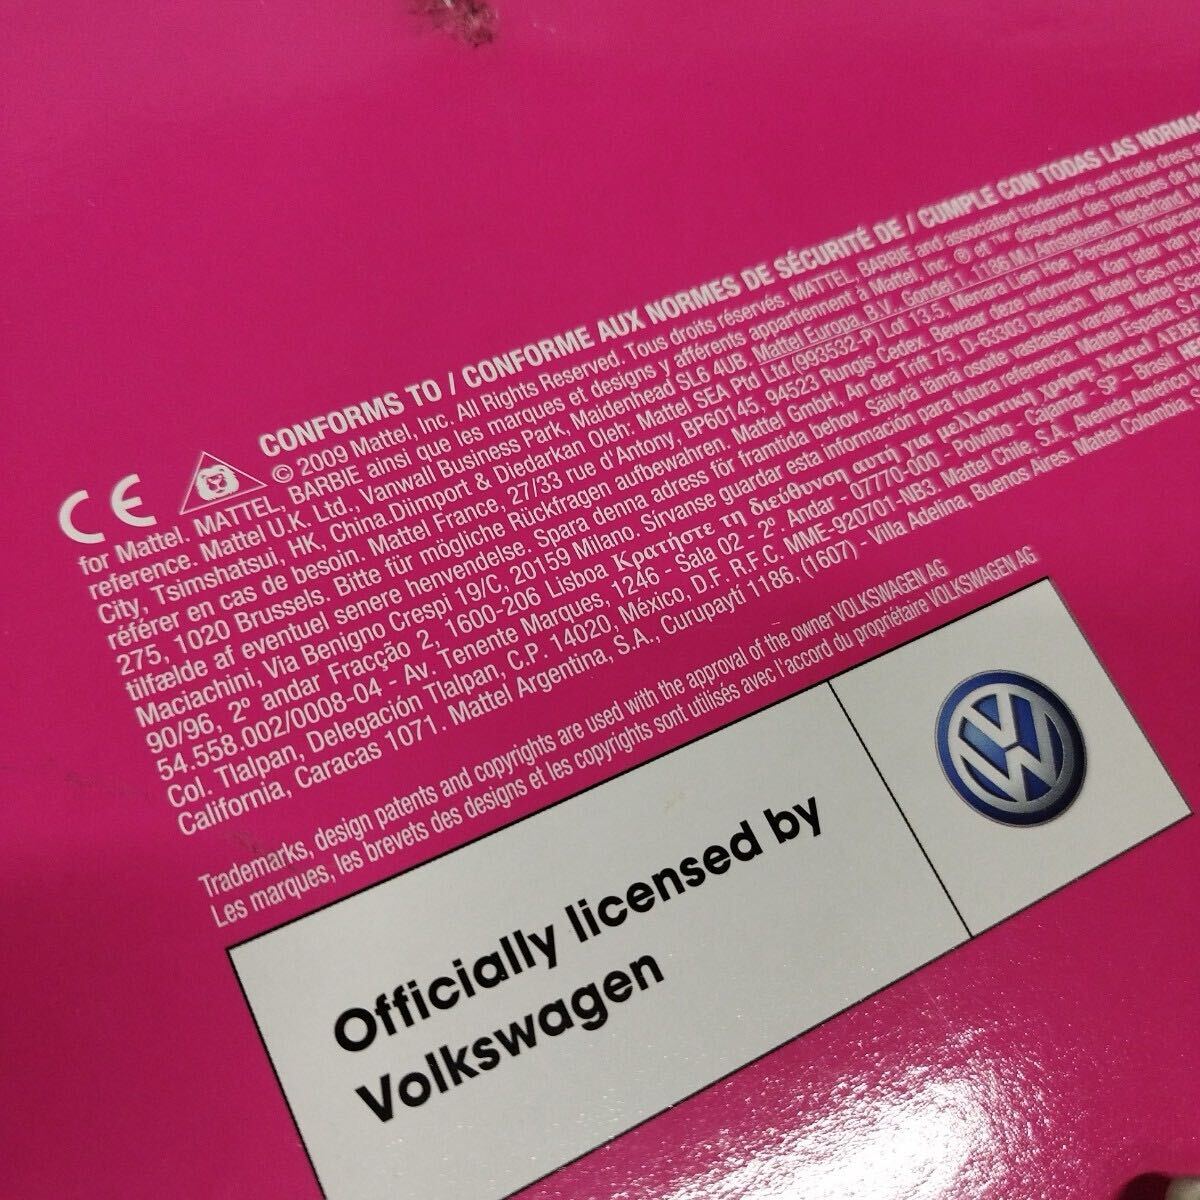 CONFORMS TO / CONFORME AUX NORMES DE SÉCURITÉ DE / CUMPLE CON TODAS LAS NORMAS
CE © 2009 Mattel, Inc. All Rights Reserved. Tous droits réservés. MATTEL, BARBIE and associated trademarks and trade dress
for Mattel. MATTEL, BARBIE ainsi que les marques et designs y afférents appartiennent à Mattel, Inc. ® et ™ désignent des marques de
reference. Mattel U.K. Ltd., Vanwall Business Park, Maidenhead SL6 4UB. Mattel Europa, B.V., Gondel 1, 1186 MJ Amstelveen, Nederland.
City, Tsimshatsui, HK, China. Diimport & Diedarkan Oleh: Mattel SEA Ptd Ltd (993532-P) Lot 13.5, Menara Lien Hoe, Persiaran Tropicana
référer en cas de besoin. Mattel France, 27/33 rue d'Antony, BP60145, 94523 Rungis Cedex. Bewaar deze informatie. Kan later van
275, 1020 Brussels. Bitte für mögliche Rückfragen aufbewahren. Mattel GmbH, An der Trift 75, D-63303 Dreieich. Mattel Ges.m.b.H.
tilfælde af eventuel senere henvendelse. Spara denna adress för framtida behov. Säilytä tämä osoite vastaisen varalle. Mattel
Maciachini, Via Benigno Crespi 19/C, 20159 Milano. Sírvanse guardar esta información para futura referencia. Mattel España, S.A.
90/96, 2º andar Fracção 2, 1600-206 Lisboa Κρατήστε τη διεύθυνση αυτή για μελλοντική χρήση. Mattel AEBE
54.558.002/0008-04 - Av. Tenente Marques, 1246 - Sala 02 - 2º Andar - 07770-000 - Polvilho - Cajamar - SP – Brasil
Col. Tlalpan, Delegación Tlalpan, C.P. 14020, México, D.F. R.F.C. MME-920701-NB3. Mattel Chile, S.A., Avenida Américo
California, Caracas 1071. Mattel Argentina, S.A., Curupaytí 1186, (1607) - Villa Adelina, Buenos Aires. Mattel Colombia,
Trademarks, design patents and copyrights are used with the approval of the owner VOLKSWAGEN AG
Les marques, les brevets des designs et les copyrights sont utilisés avec l'accord du propriétaire VOLKSWAGEN AG
Officially licensed by
Volkswagen